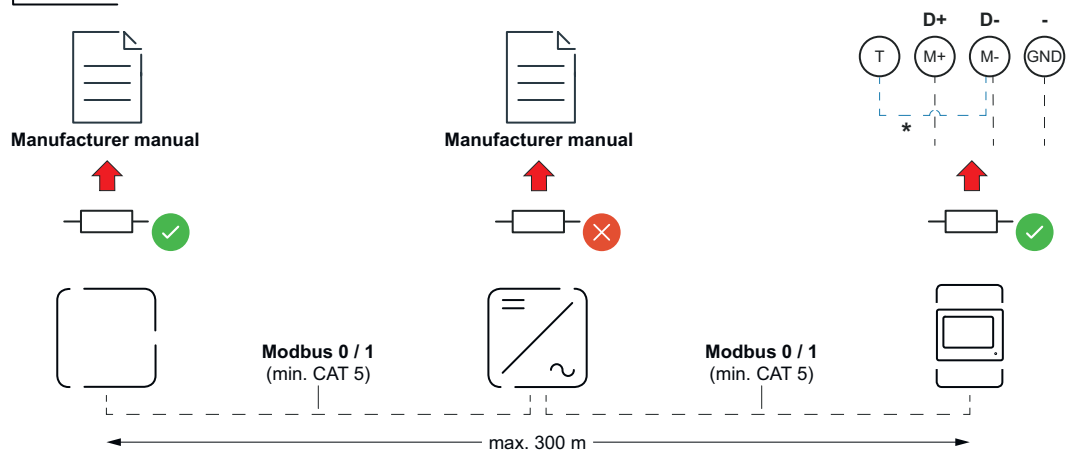 D+ D- -
T M+ M- GND
*
Manufacturer manual
Manufacturer manual
Modbus 0 / 1
(min. CAT 5)
Modbus 0 / 1
(min. CAT 5)
max. 300 m